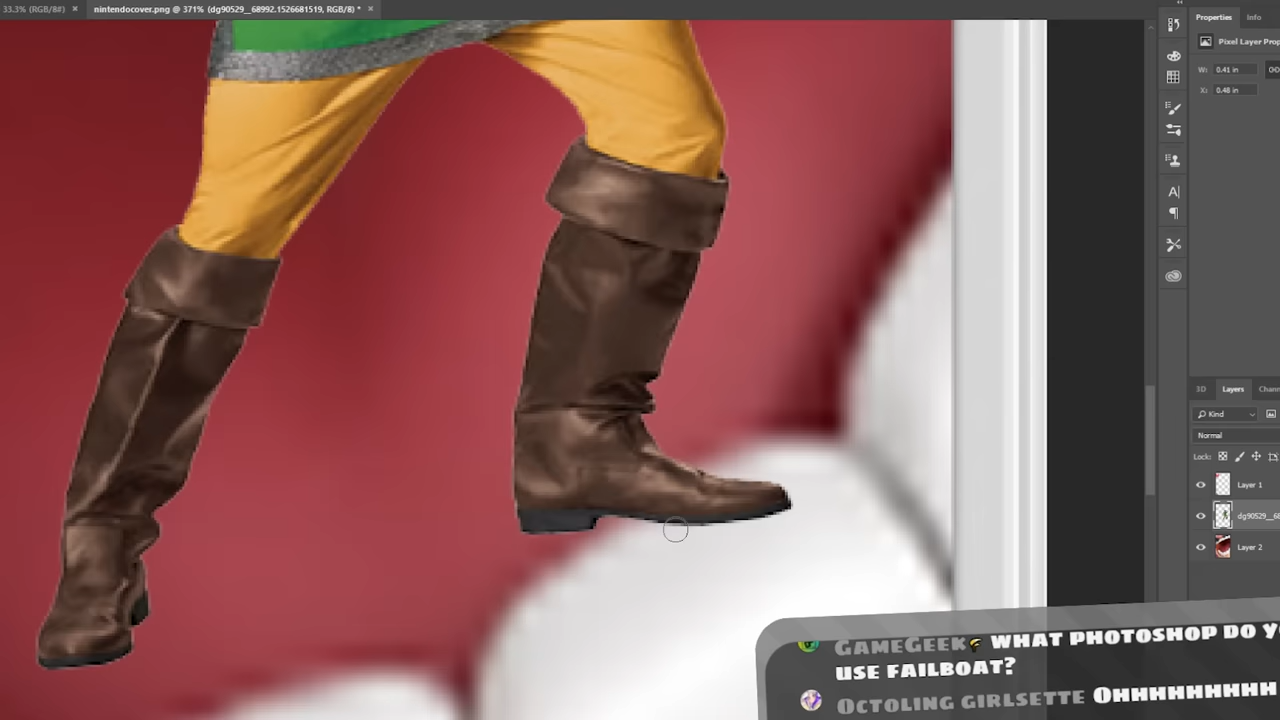 33.3% (RGB/8#) ×
nintendocover.png @ 371% (dg90529__68992.1526681519, RGB/8) * ×
Properties Info
Pixel Layer Prop
W: 0.41 in
X: 0.48 in
3D Layers Chann
Kind
Normal
Lock:
Layer 1
dg90529__68
Layer 2
GameGeek WHAT PHOTOSHOP DO Y
USE FAILBOAT?
Octoling girlsette Ohhhhhhhhh